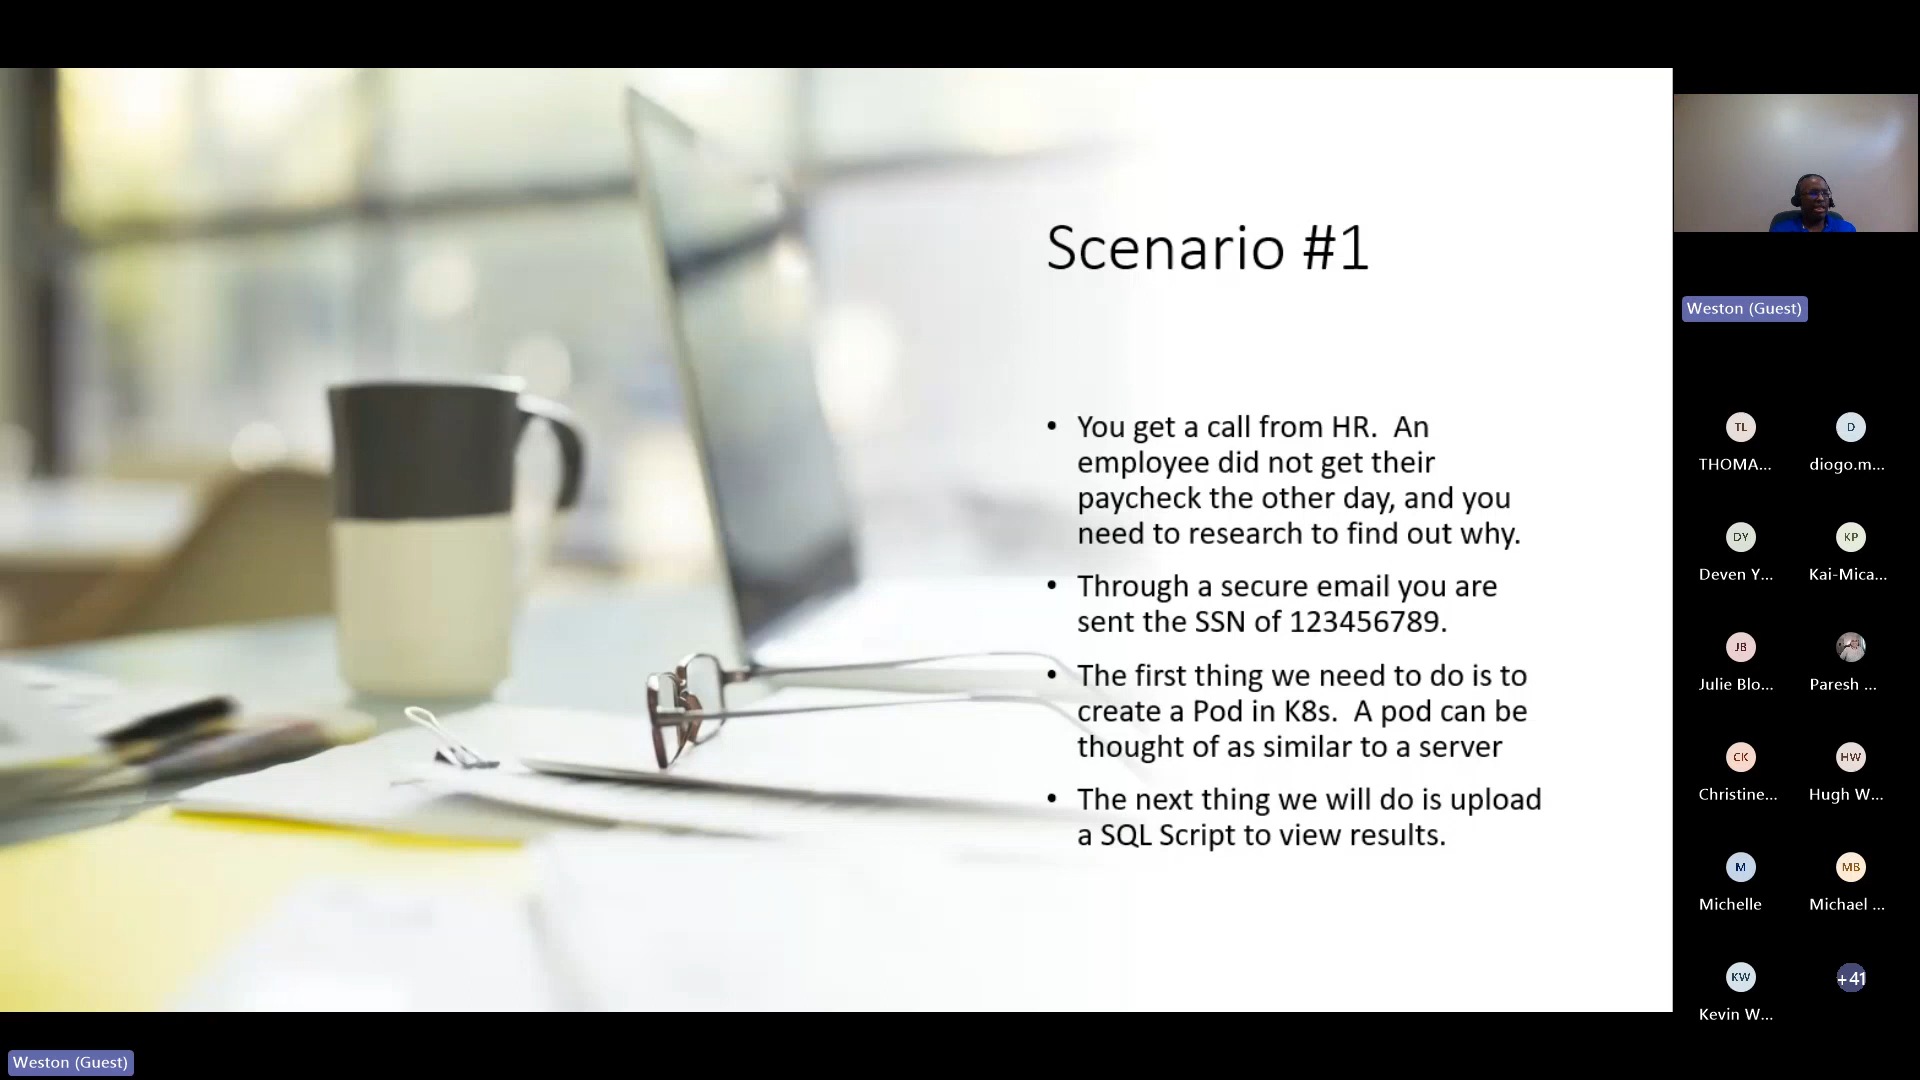 Scenario #1
• You get a call from HR.  An
employee did not get their
paycheck the other day, and you
need to research to find out why.
• Through a secure email you are
sent the SSN of 123456789.
• The first thing we need to do is to
create a Pod in K8s.  A pod can be
thought of as similar to a server
• The next thing we will do is upload
a SQL Script to view results.
Weston (Guest)
TL
D
THOMA...
diogo.m...
DY
KP
Deven Y...
Kai-Mica...
JB
Julie Blo...
Paresh ...
CK
HW
Christine...
Hugh W...
M
MB
Michelle
Michael ...
KW
+41
Kevin W...
Weston (Guest)